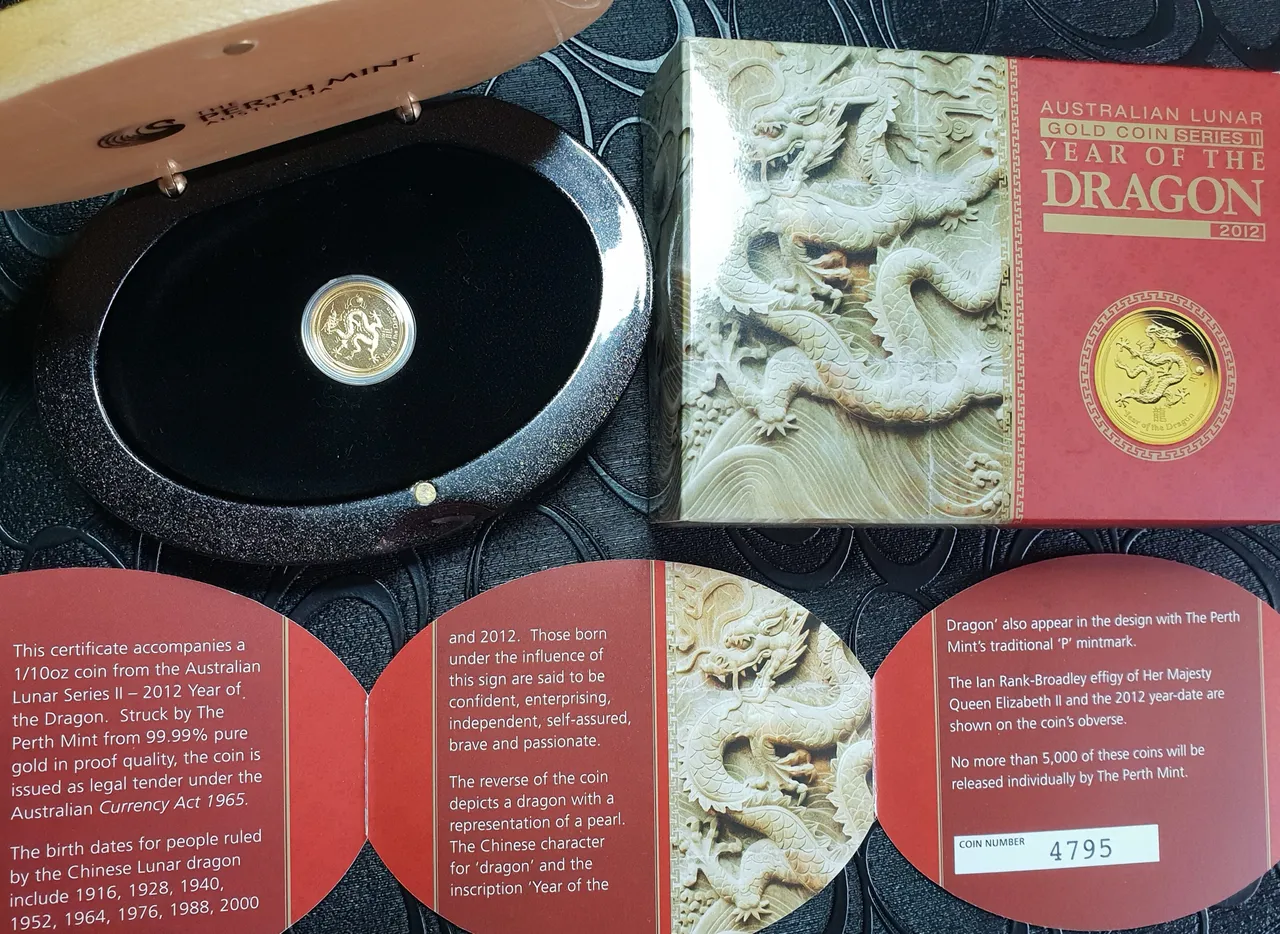 THE
PERTH MINT
AUSTRALIA
AUSTRALIAN LUNAR
GOLD COIN SERIES II
YEAR OF THE
DRAGON
2012
龍
Year of the Dragon
This certificate accompanies a
1/10oz coin from the Australian
Lunar Series II – 2012 Year of
the Dragon. Struck by The
Perth Mint from 99.99% pure
gold in proof quality, the coin is
issued as legal tender under the
Australian Currency Act 1965.
The birth dates for people ruled
by the Chinese Lunar dragon
include 1916, 1928, 1940,
1952, 1964, 1976, 1988, 2000
and 2012. Those born
under the influence of
this sign are said to be
confident, enterprising,
independent, self-assured,
brave and passionate.
The reverse of the coin
depicts a dragon with a
representation of a pearl.
The Chinese character
for ‘dragon’ and the
inscription ‘Year of the
Dragon’ also appear in the design with The Perth
Mint’s traditional ‘P’ mintmark.
The Ian Rank-Broadley effigy of Her Majesty
Queen Elizabeth II and the 2012 year-date are
shown on the coin’s obverse.
No more than 5,000 of these coins will be
released individually by The Perth Mint.
COIN NUMBER 4795